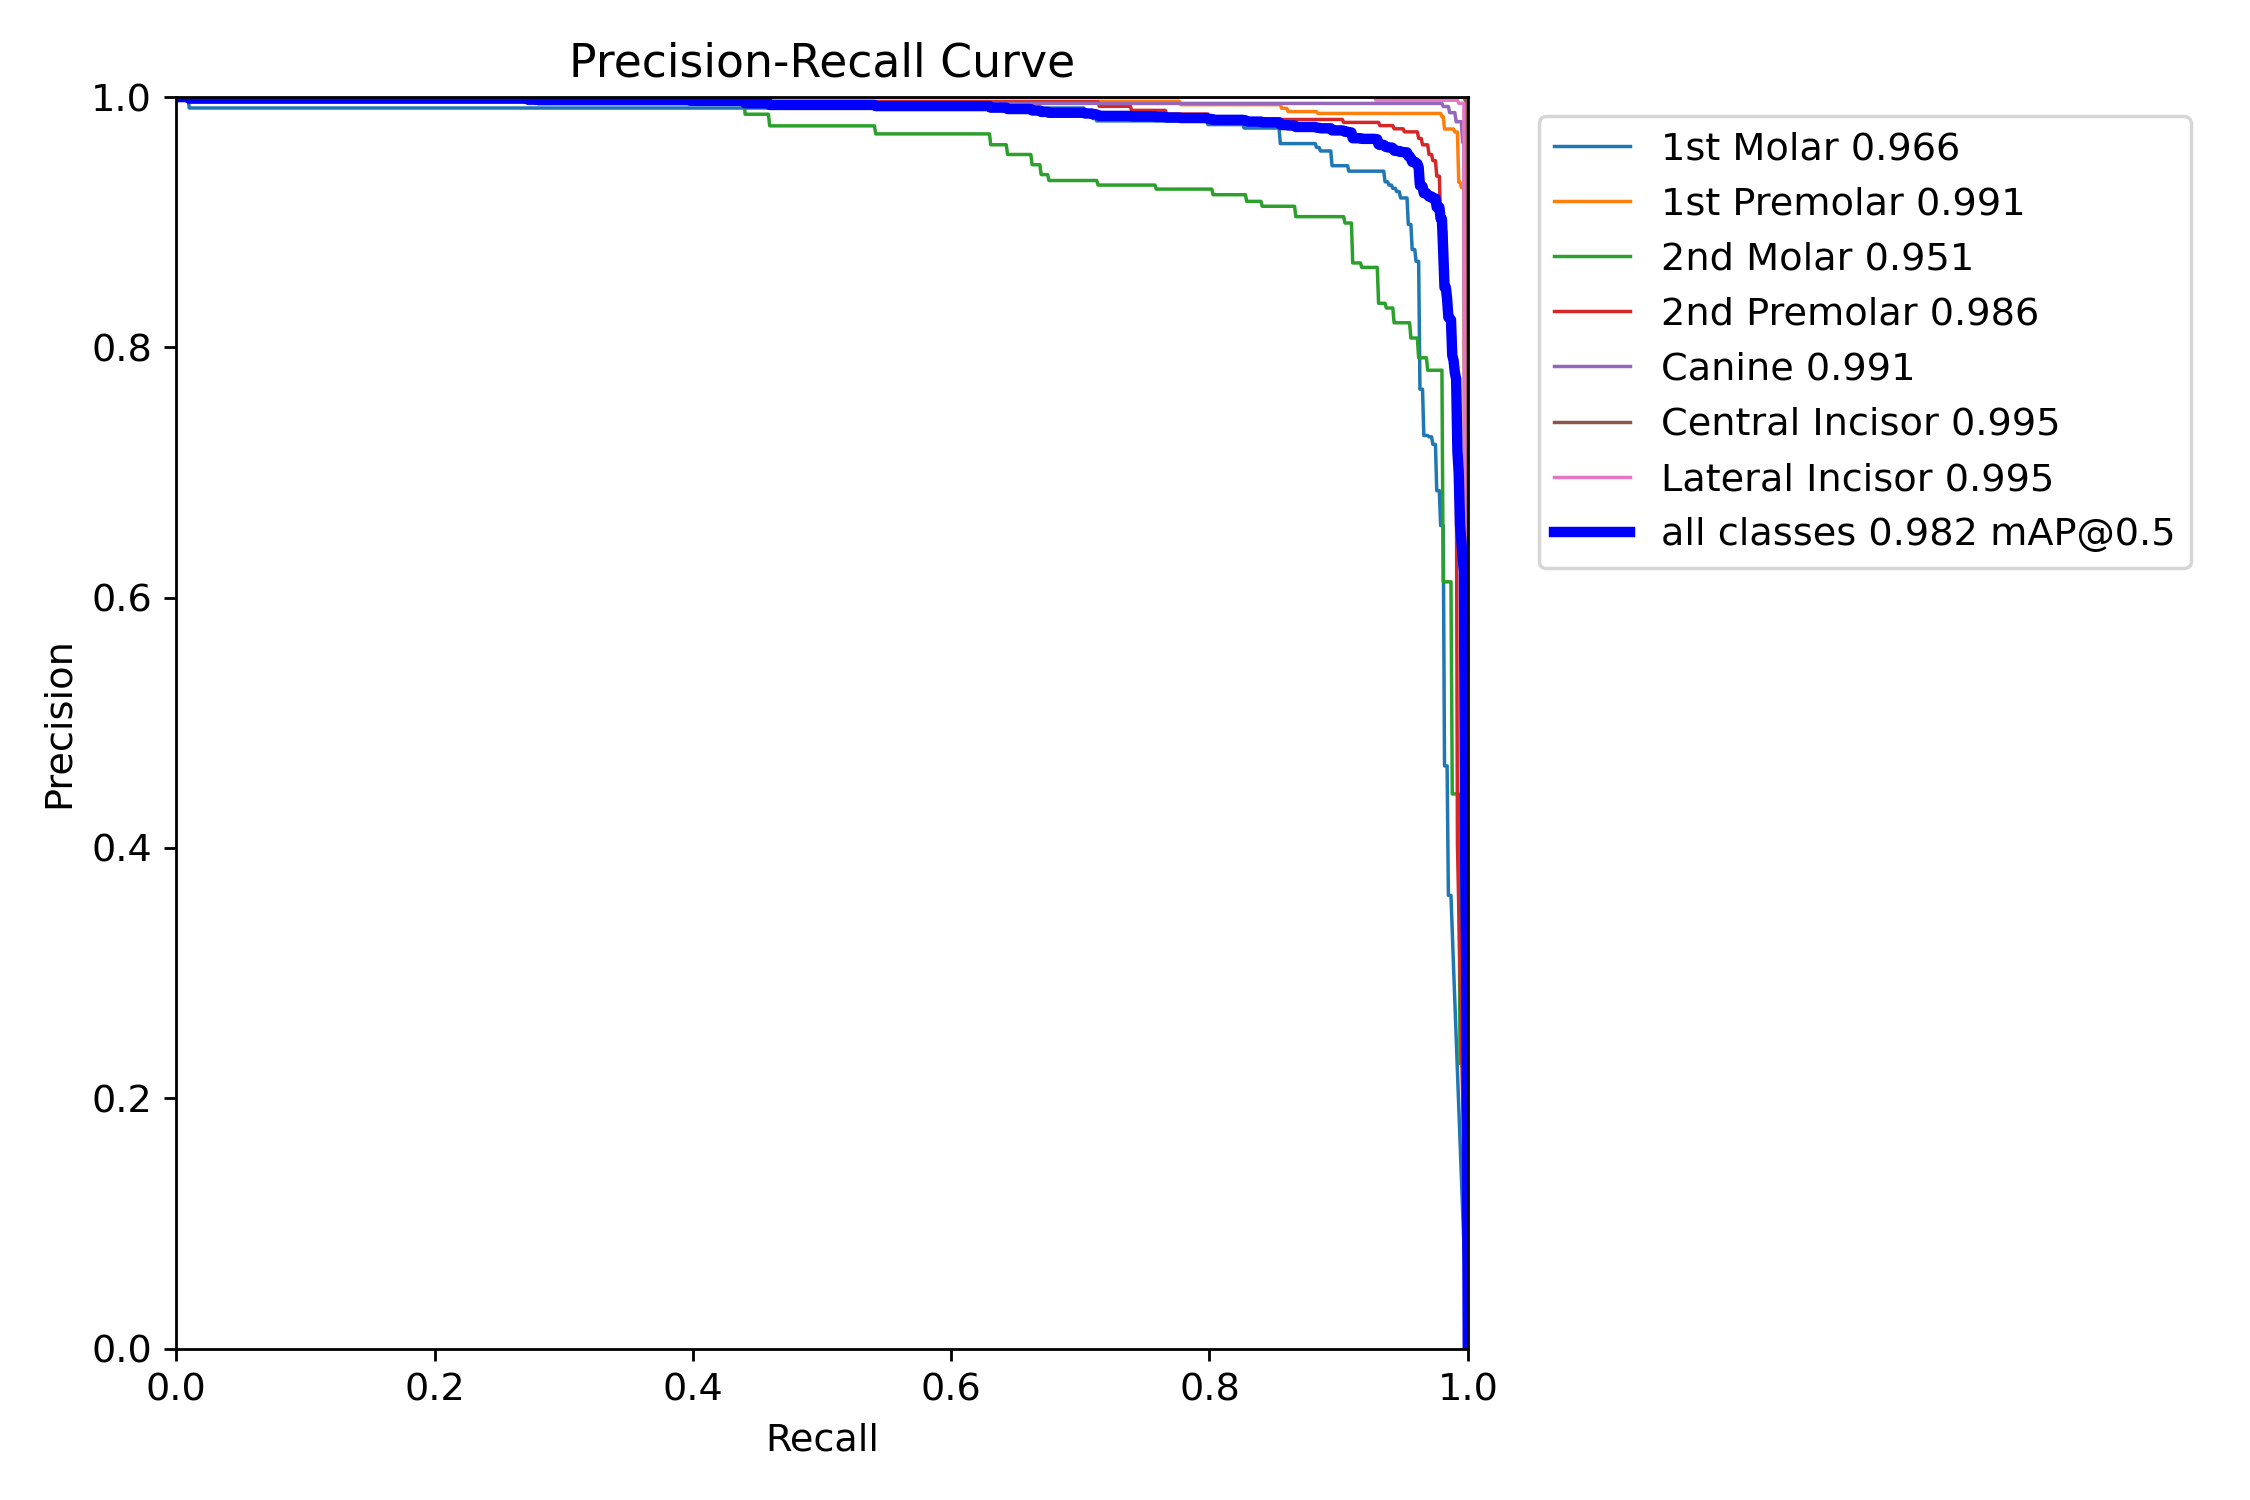 Precision-Recall Curve
1.0
0.8
0.6
0.4
0.2
0.0
Precision
0.0 0.2 0.4 0.6 0.8 1.0
Recall
1st Molar 0.966
1st Premolar 0.991
2nd Molar 0.951
2nd Premolar 0.986
Canine 0.991
Central Incisor 0.995
Lateral Incisor 0.995
all classes 0.982 mAP@0.5